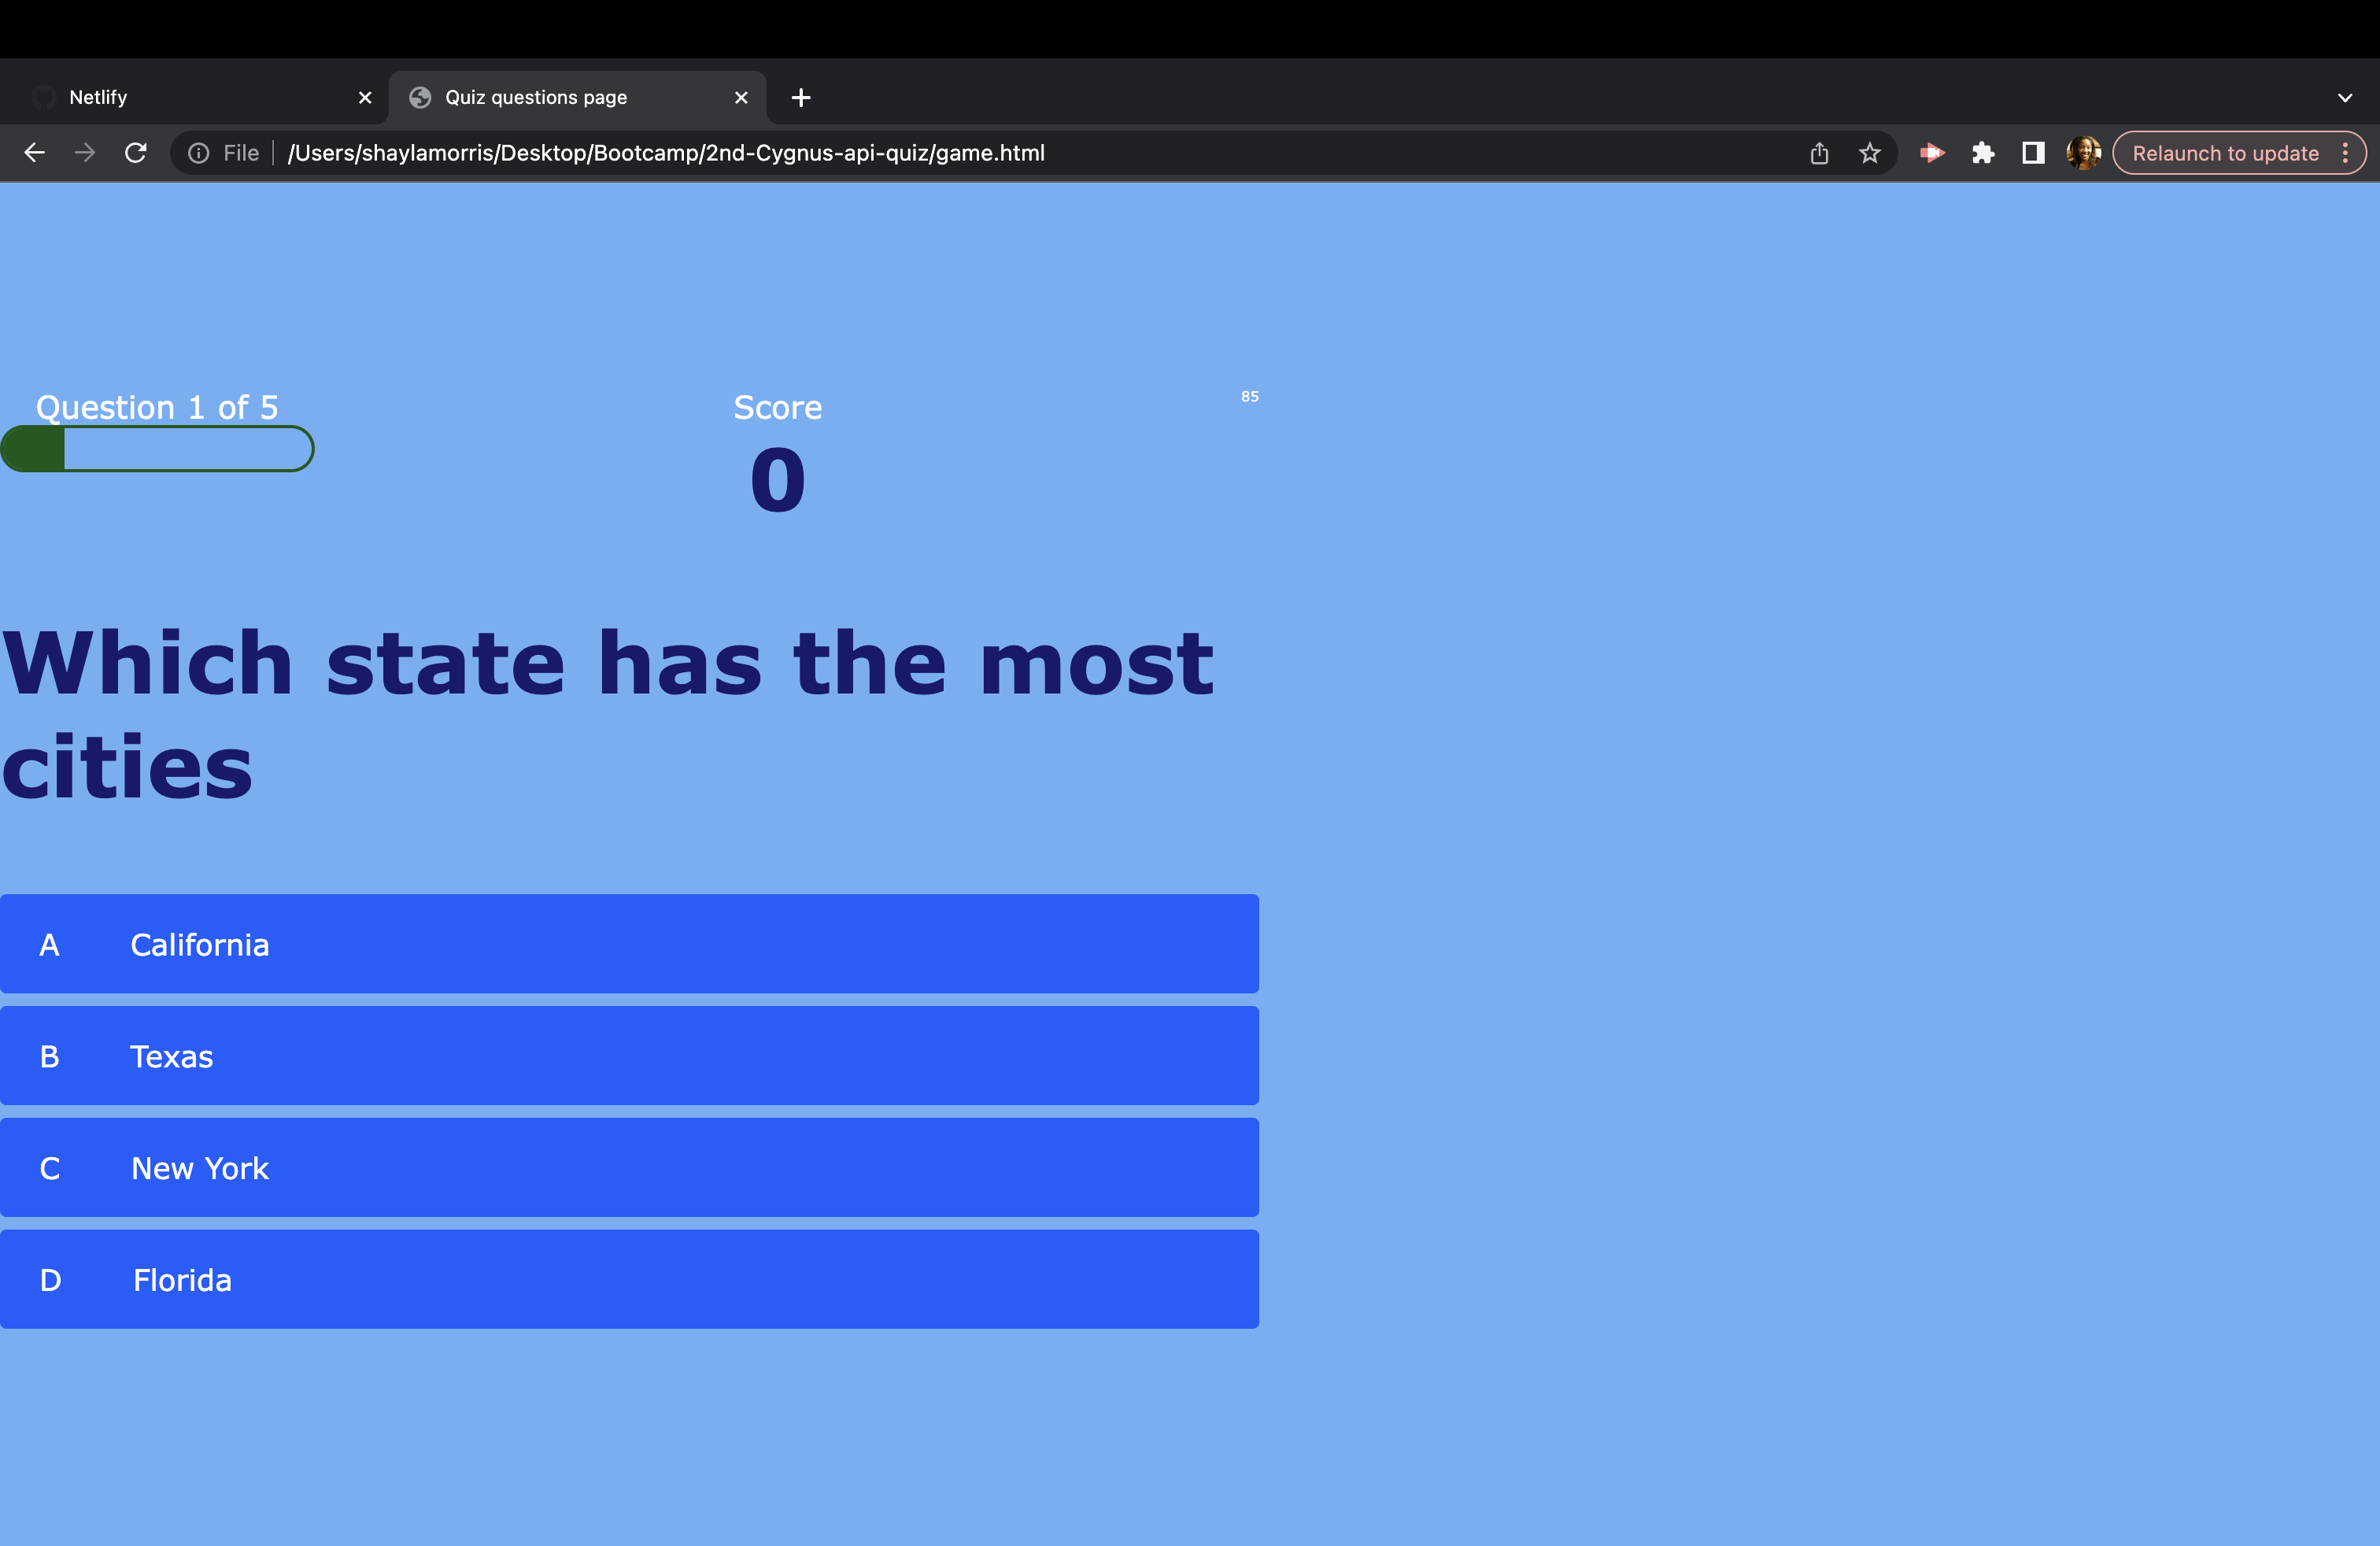 Netlify
Quiz questions page
File
/Users/shaylamorris/Desktop/Bootcamp/2nd-Cygnus-api-quiz/game.html
Relaunch to update
Question 1 of 5
Score
85
0
Which state has the most
cities
A California
B Texas
C New York
D Florida